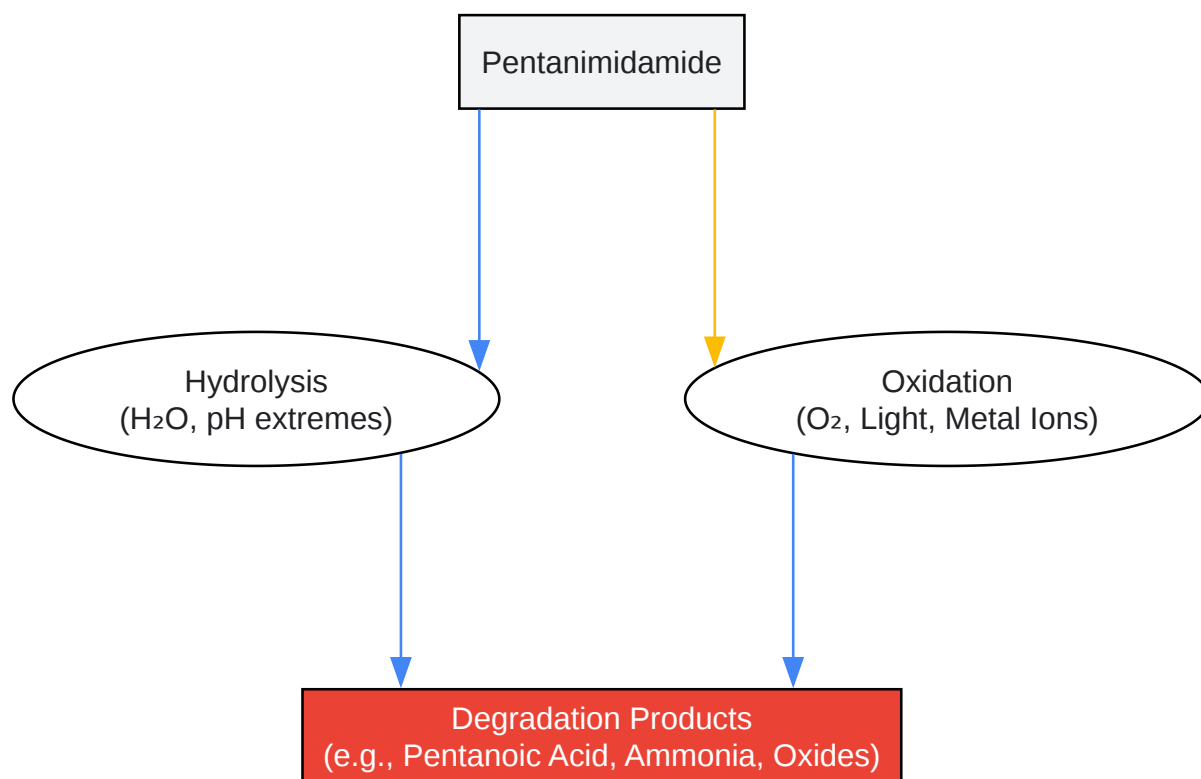 Pentanimidamide
Hydrolysis
(H₂O, pH extremes)
Oxidation
(O₂, Light, Metal Ions)
Degradation Products
(e.g., Pentanoic Acid, Ammonia, Oxides)